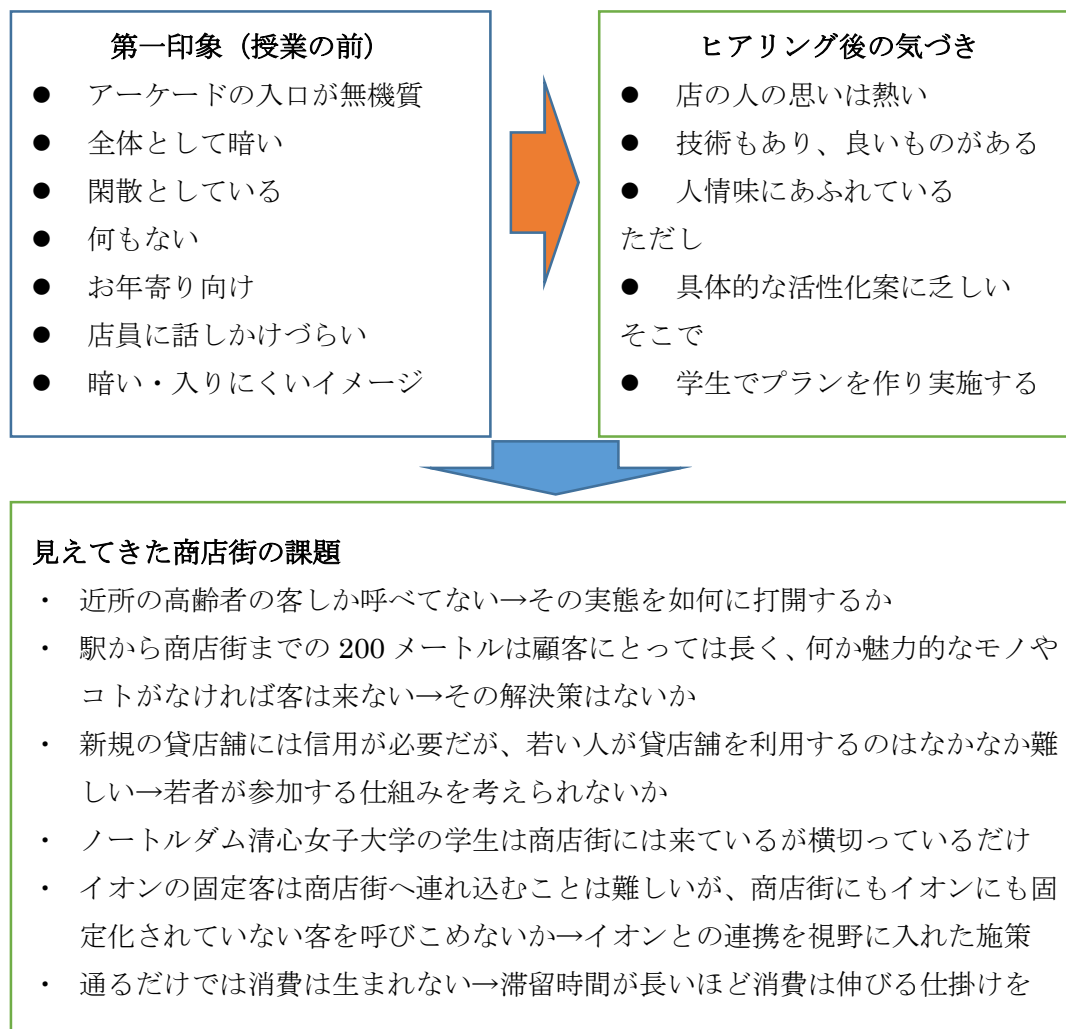 第一印象（授業の前）
● アーケードの入口が無機質
● 全体として暗い
● 閑散としている
● 何もない
● お年寄り向け
● 店員に話しかけづらい
● 暗い・入りにくいイメージ
ヒアリング後の気づき
● 店の人の思いは熱い
● 技術もあり、良いものがある
● 人情味にあふれている
ただし
● 具体的な活性化案に乏しい
そこで
● 学生でプランを作り実施する
見えてきた商店街の課題
・ 近所の高齢者の客しか呼べてない→その実態を如何に打開するか
・ 駅から商店街までの 200 メートルは顧客にとっては長く、何か魅力的なモノや
コトがなければ客は来ない→その解決策はないか
・ 新規の貸店舗には信用が必要だが、若い人が貸店舗を利用するのはなかなか難
しい→若者が参加する仕組みを考えられないか
・ ノートルダム清心女子大学の学生は商店街には来ているが横切っているだけ
・ イオンの固定客は商店街へ連れ込むことは難しいが、商店街にもイオンにも固
定化されていない客を呼びこめないか→イオンとの連携を視野に入れた施策
・ 通るだけでは消費は生まれない→滞留時間が長いほど消費は伸びる仕掛けを